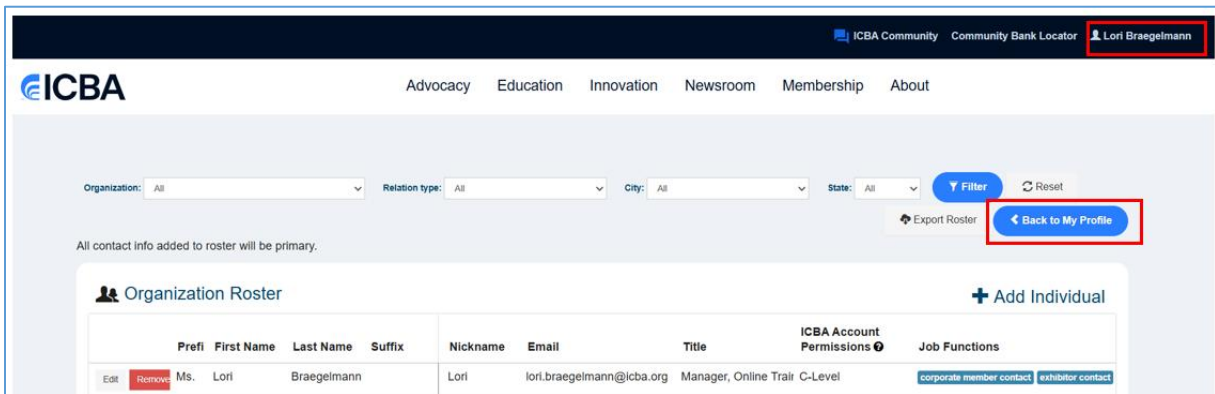 ICBA Community Community Bank Locator Lori Braegelmann
ICBA Advocacy Education Innovation Newsroom Membership About
Organization: All Relation type: All City: All State: All Filter Reset
Export Roster Back to My Profile
All contact info added to roster will be primary.
Organization Roster Add Individual
ICBA Account
Prefi First Name Last Name Suffix Nickname Email Title Permissions Job Functions
Edit Remove Ms. Lori Braegelmann Lori lori.braegelmann@icba.org Manager, Online Trair C-Level corporate member contact exhibitor contact